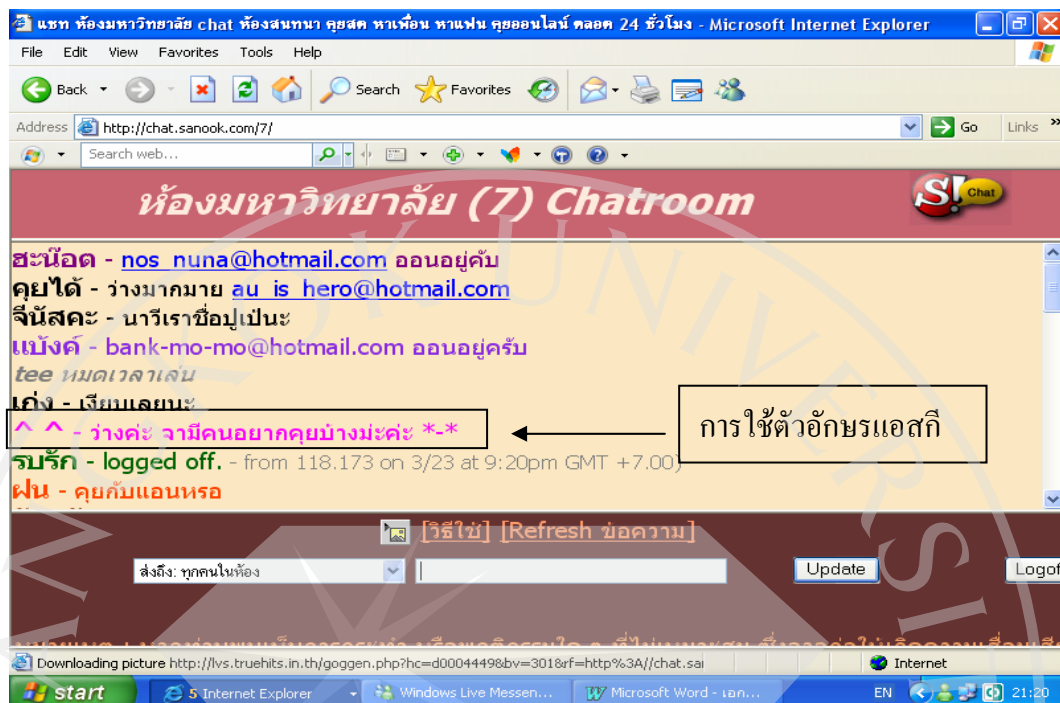 แชท ห้องมหาวิทยาลัย chat ห้องสนทนา คุยสด หาเพื่อน หาแฟน คุยออนไลน์ ตลอด 24 ชั่วโมง - Microsoft Internet Explorer
File Edit View Favorites Tools Help
Back Search Favorites
Address http://chat.sanook.com/7/ Go Links »
Search web...
ห้องมหาวิทยาลัย (7) Chatroom S! Chat
ฮะน๊อต - nos_nuna@hotmail.com ออนอยู่คับ
คุยได้ - ว่างมากมาย au_is_hero@hotmail.com
จีนัสคะ - นาวีเราชื่อปูเป้นะ
แบ้งค์ - bank-mo-mo@hotmail.com ออนอยู่ครับ
tee หมดเวลาเล่น
เก่ง - เงียบเลยนะ
^_^ - ว่างค่ะ จามีคนอยากคุยบ้างม่ะค่ะ *-*
การใช้ตัวอักษรแอสกี
รบรัก - logged off. - from 118.173 on 3/23 at 9:20pm GMT +7.00)
ฝน - คุยกับแอนหรอ
[วิธีใช้] [Refresh ข้อความ]
ส่งถึง: ทุกคนในห้อง Update Logof
Downloading picture http://lvs.truehits.in.th/goggen.php?hc=d0004449&bv=301&rf=http%3A//chat.sai Internet
start 5 Internet Explorer Windows Live Messen... Microsoft Word - เอก... EN 21:20
BANGKOK UNIVERSITY